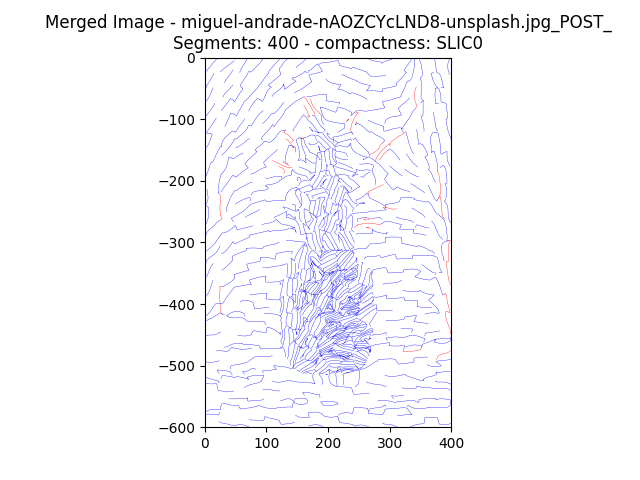 Merged Image - miguel-andrade-nAOZCYcLND8-unsplash.jpg_POST_
Segments: 400 - compactness: SLIC0
0
−100
−200
−300
−400
−500
−600
0 100 200 300 400